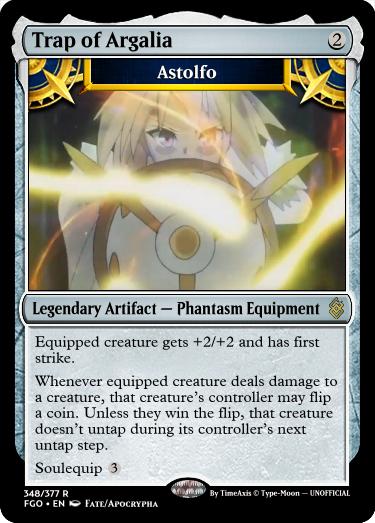 Trap of Argalia 2
Astolfo
Legendary Artifact — Phantasm Equipment
Equipped creature gets +2/+2 and has first
strike.
Whenever equipped creature deals damage to
a creature, that creature's controller may flip
a coin. Unless they win the flip, that creature
doesn't untap during its controller's next
untap step.
Soulequip 3
348/377 R
FGO • EN Fate/Apocrypha
By TimeAxis © Type-Moon — UNOFFICIAL